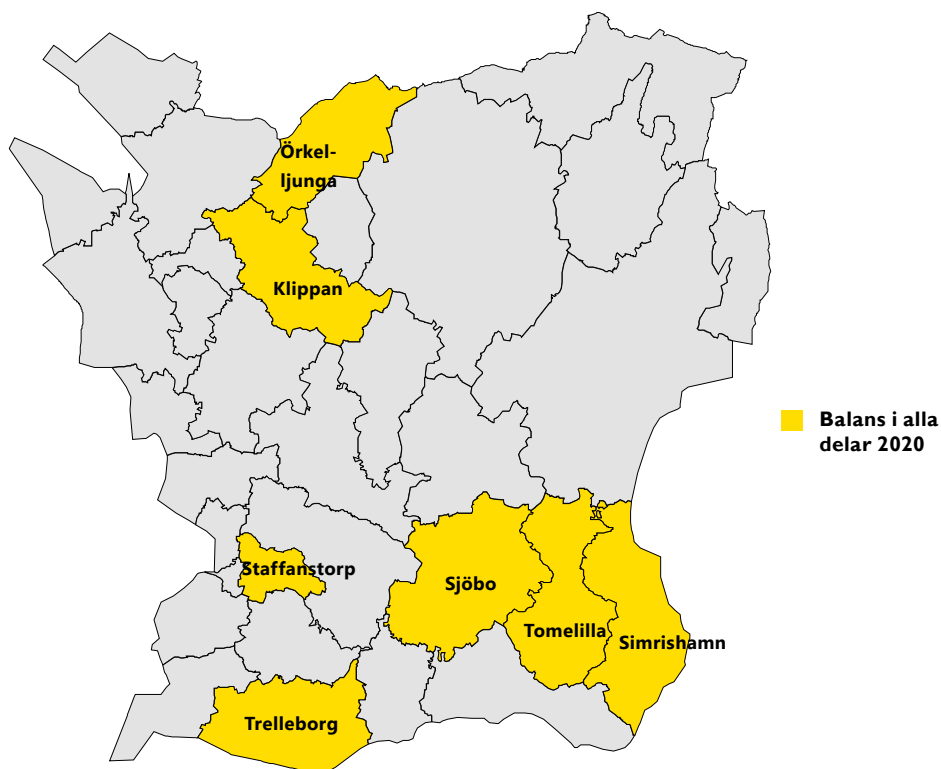 Örkel-
ljunga
Klippan
Balans i alla
delar 2020
Staffanstorp
Sjöbo
Tomelilla
Simrishamn
Trelleborg